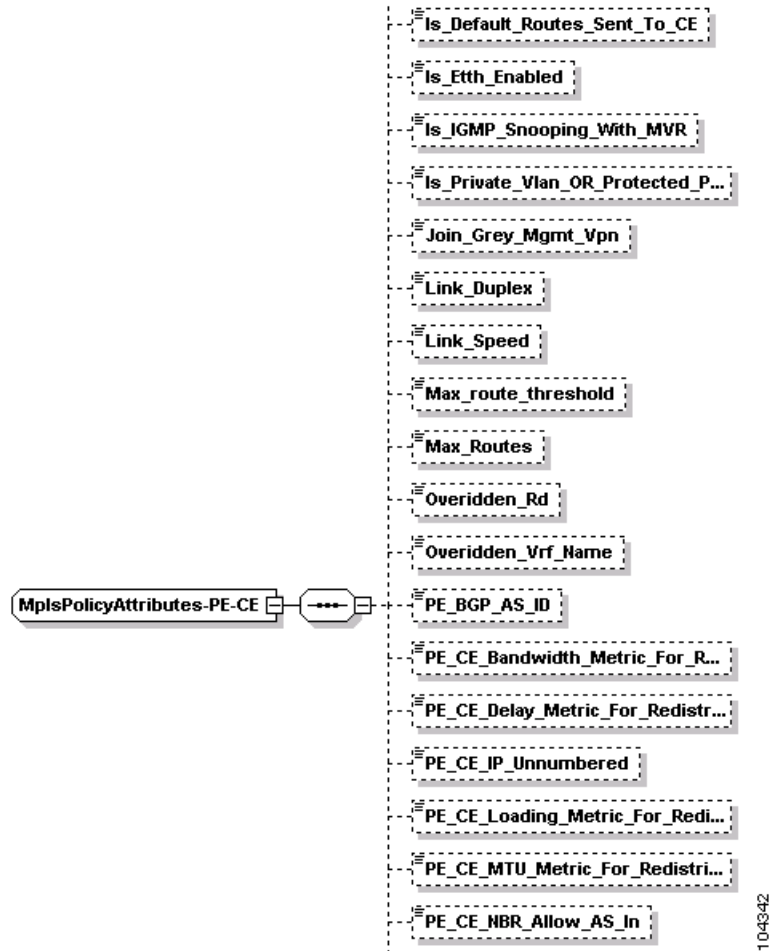 Is_Default_Routes_Sent_To_CE
Is_Etth_Enabled
Is_IGMP_Snooping_With_MVR
Is_Private_Vlan_OR_Protected_P...
Join_Grey_Mgmt_Vpn
Link_Duplex
Link_Speed
Max_route_threshold
Max_Routes
Overidden_Rd
Overidden_Vrf_Name
MplsPolicyAttributes-PE-CE
PE_BGP_AS_ID
PE_CE_Bandwidth_Metric_For_R...
PE_CE_Delay_Metric_For_Redistr...
PE_CE_IP_Unnumbered
PE_CE_Loading_Metric_For_Redi...
PE_CE_MTU_Metric_For_Redistri...
PE_CE_NBR_Allow_AS_In
104342